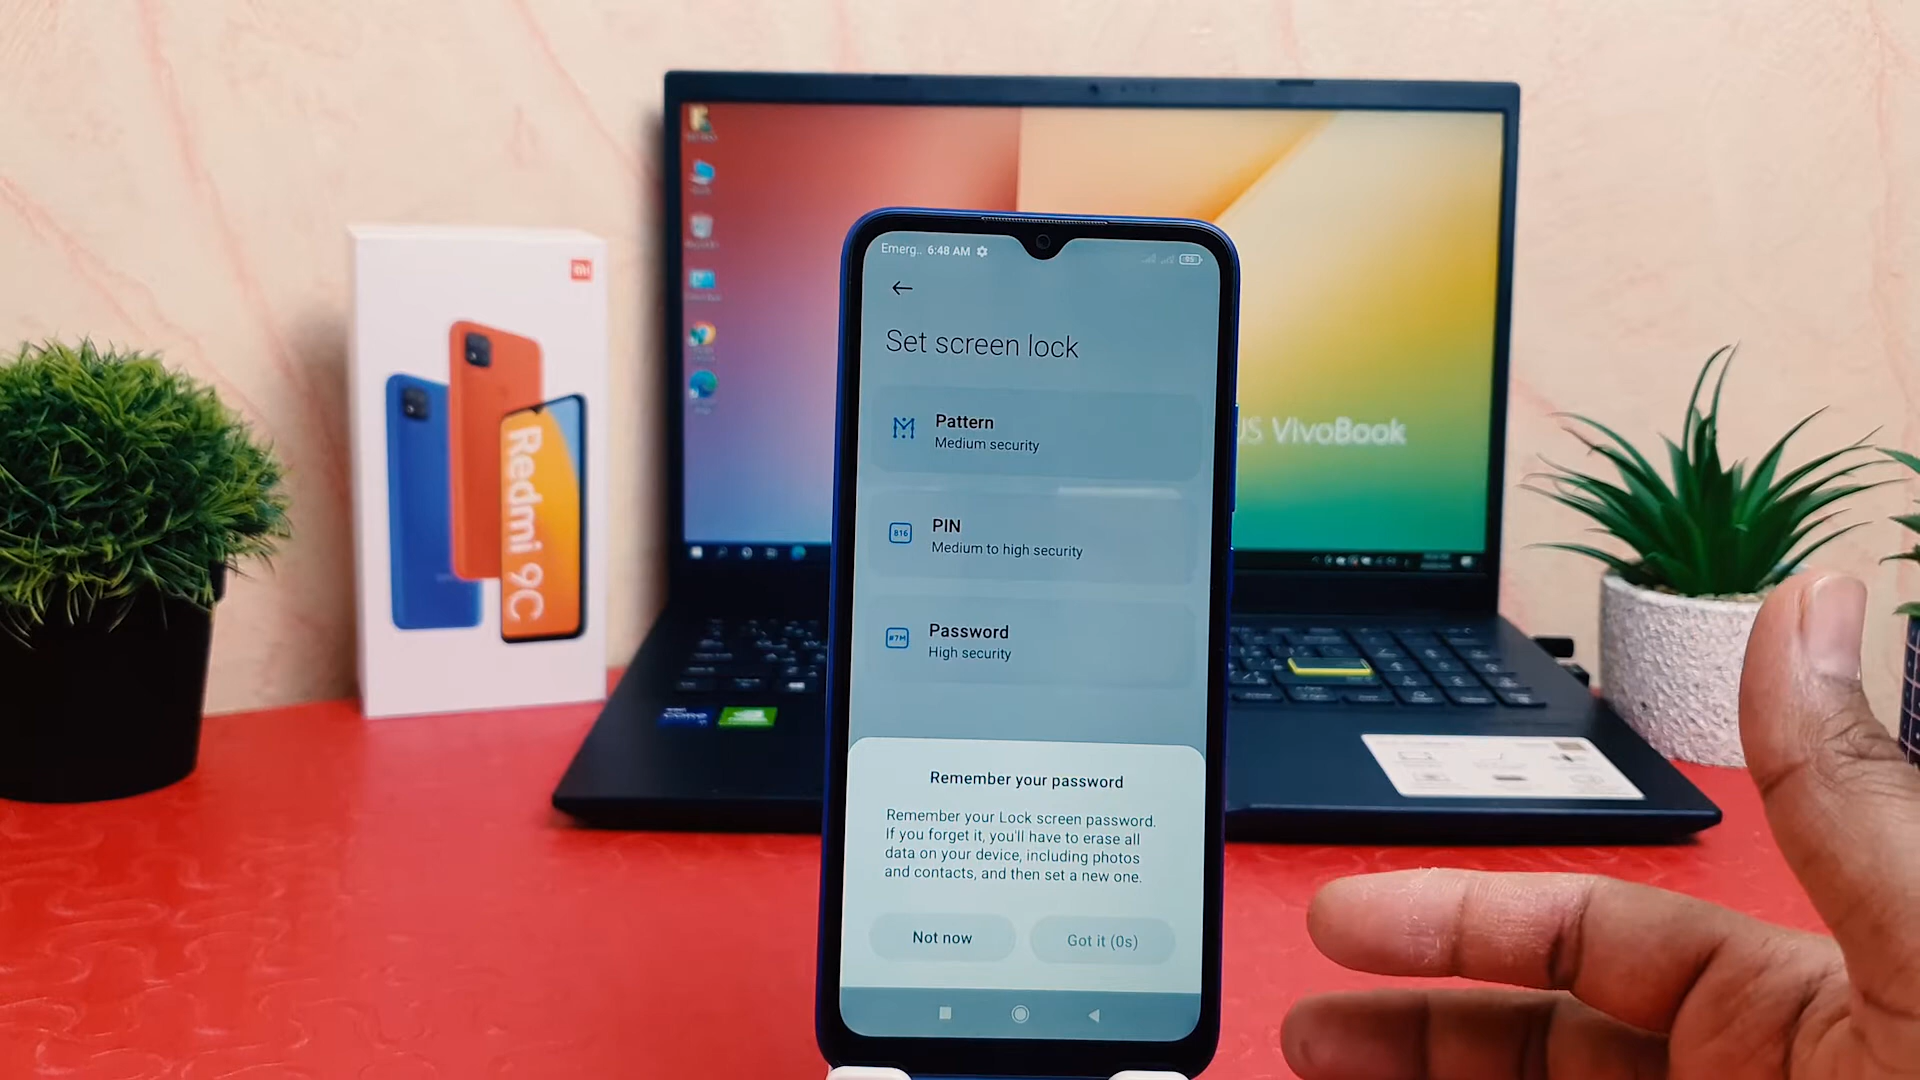 Emerg.. 6:48 AM
Set screen lock
Pattern
Medium security
PIN
Medium to high security
Password
High security
Remember your password
Remember your Lock screen password.
If you forget it, you'll have to erase all
data on your device, including photos
and contacts, and then set a new one.
Not now
Got it (0s)
Redmi 9C
US VivoBook